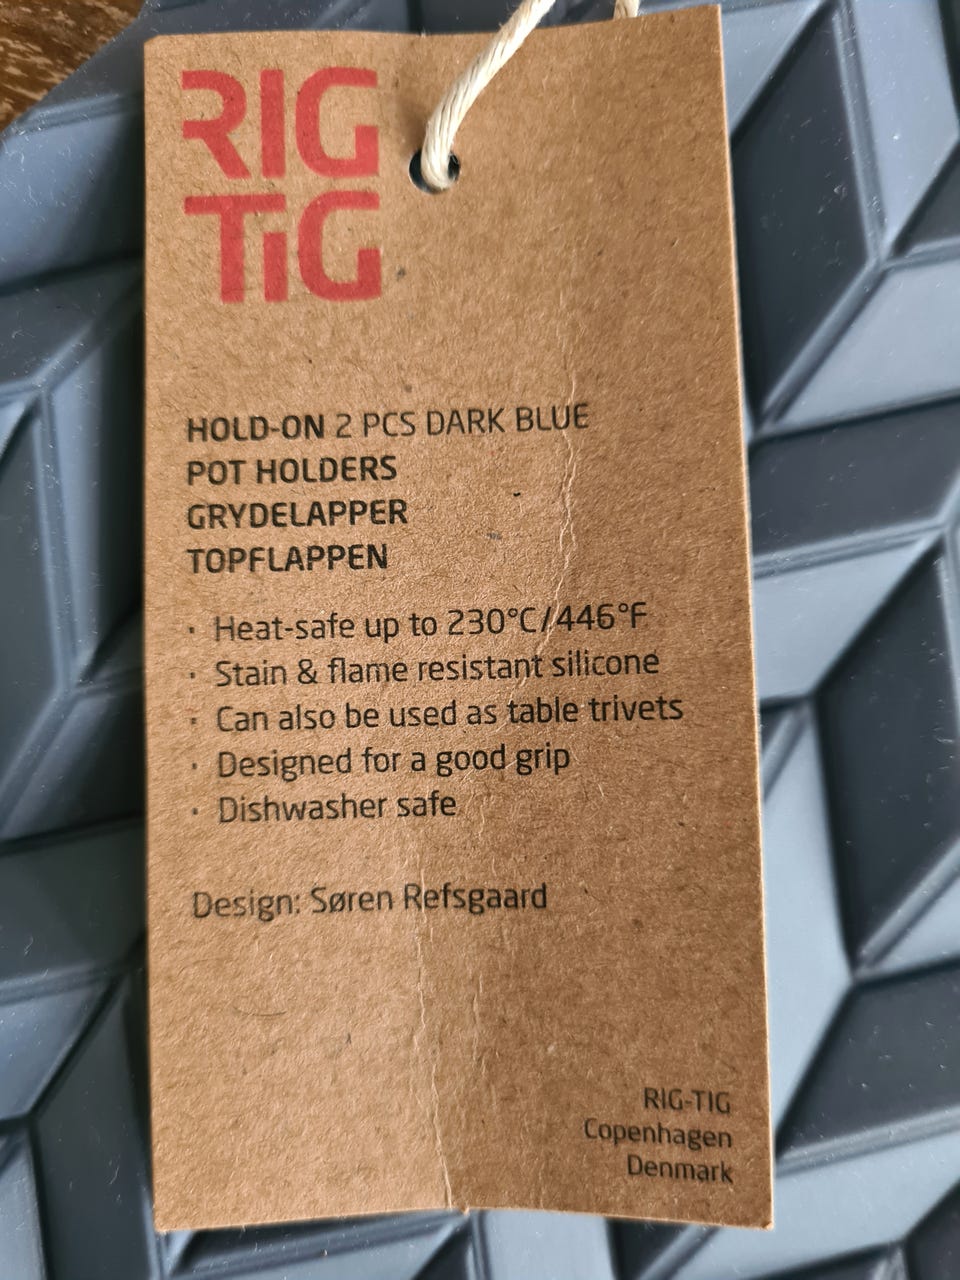 RIG
TIG
HOLD-ON 2 PCS DARK BLUE
POT HOLDERS
GRYDELAPPER
TOPFLAPPEN
· Heat-safe up to 230°C/446°F
· Stain & flame resistant silicone
· Can also be used as table trivets
· Designed for a good grip
· Dishwasher safe
Design: Søren Refsgaard
RIG-TIG
Copenhagen
Denmark